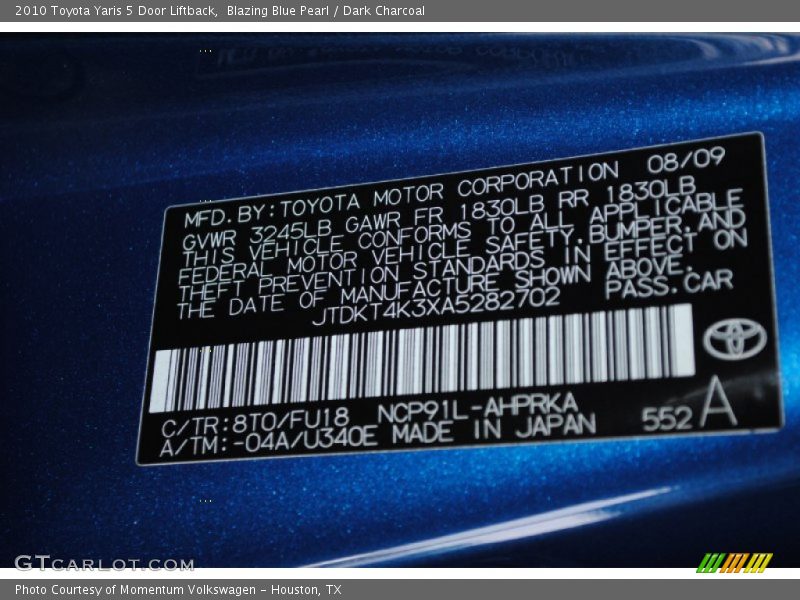 2010 Toyota Yaris 5 Door Liftback,  Blazing Blue Pearl / Dark Charcoal
MFD. BY: TOYOTA MOTOR CORPORATION 08/09
GVWR 3245LB GAWR FR 1830LB RR 1830LB
THIS VEHICLE CONFORMS TO ALL APPLICABLE
FEDERAL MOTOR VEHICLE SAFETY, BUMPER, AND
THEFT PREVENTION STANDARDS IN EFFECT ON
THE DATE OF MANUFACTURE SHOWN ABOVE.
JTDKT4K3XA5282702 PASS. CAR
C/TR: 8T0/FU18 NCP91L-AHPRKA
A/TM: -04A/U340E MADE IN JAPAN 552 A
GTCARLOT.COM
Photo Courtesy of Momentum Volkswagen - Houston, TX